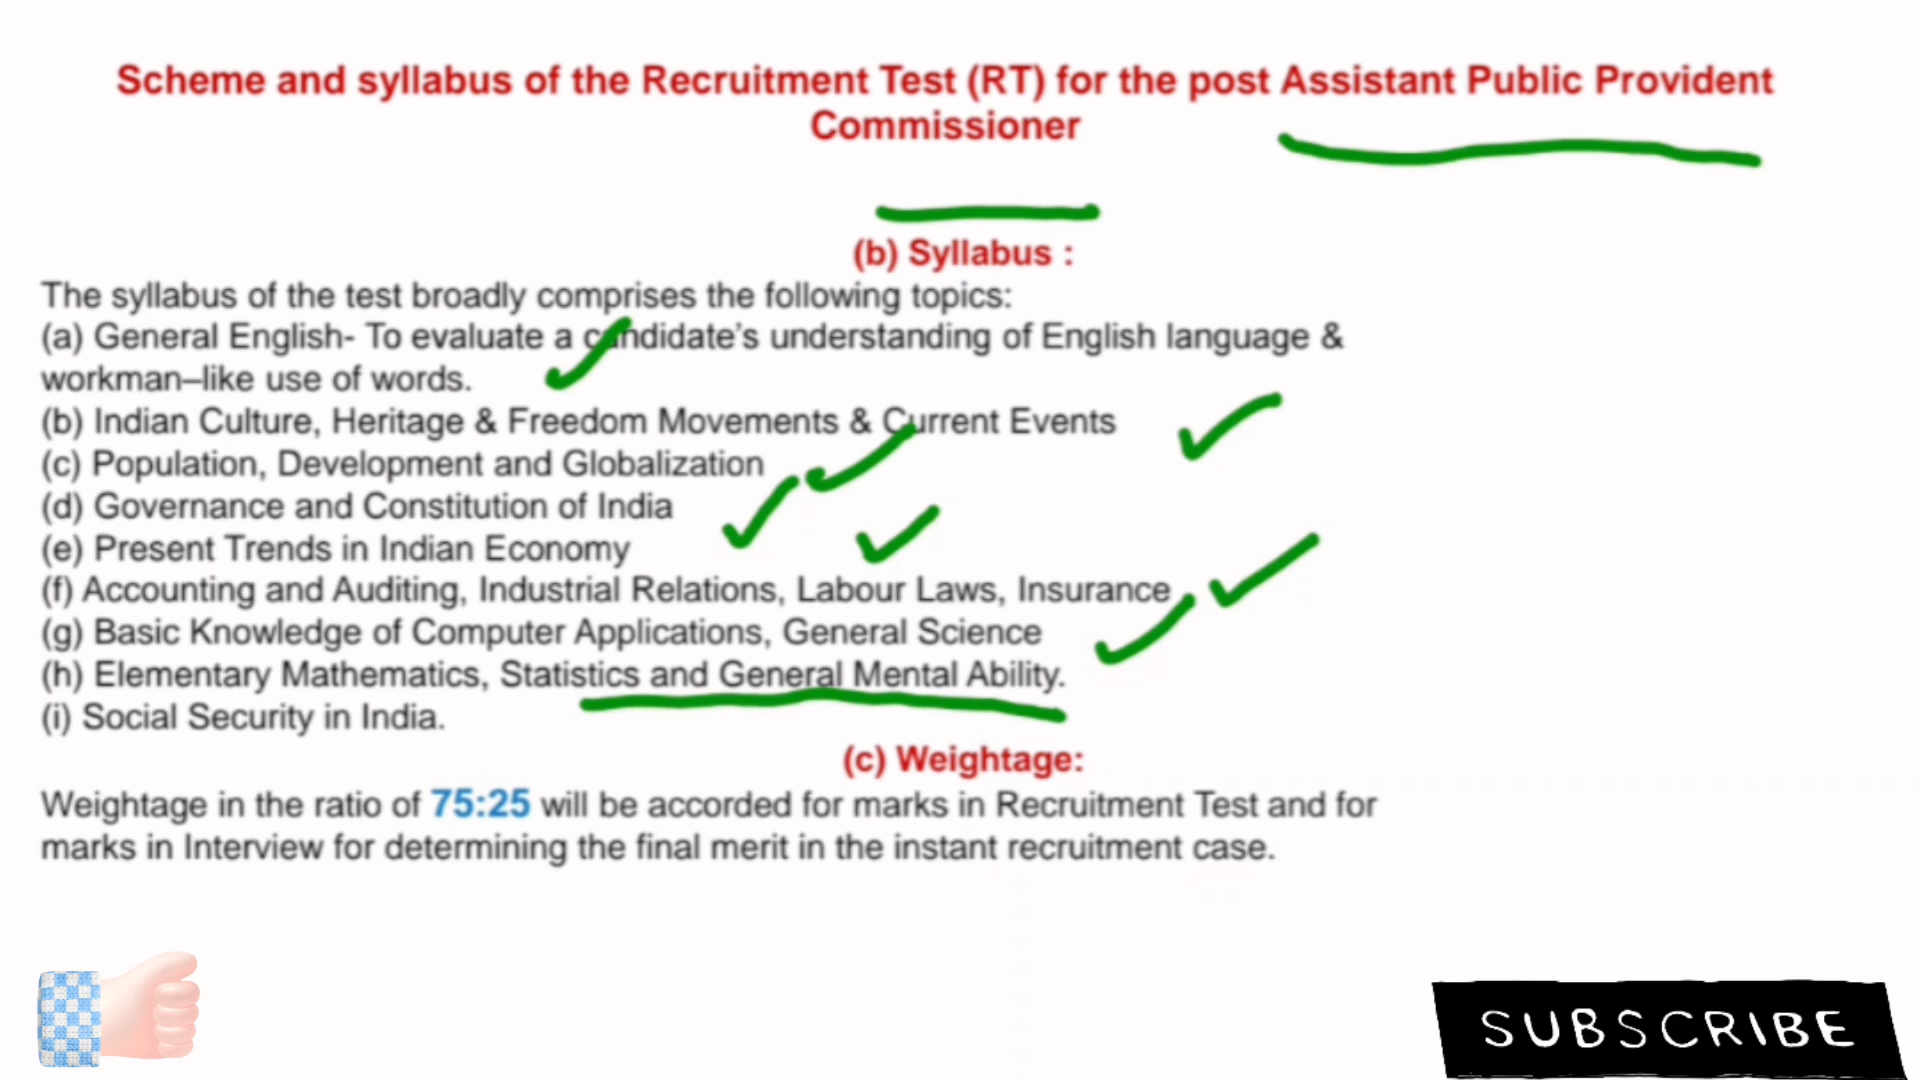 Scheme and syllabus of the Recruitment Test (RT) for the post Assistant Public Provident
Commissioner
(b) Syllabus :
The syllabus of the test broadly comprises the following topics:
(a) General English- To evaluate a candidate’s understanding of English language &
workman–like use of words.
(b) Indian Culture, Heritage & Freedom Movements & Current Events
(c) Population, Development and Globalization
(d) Governance and Constitution of India
(e) Present Trends in Indian Economy
(f) Accounting and Auditing, Industrial Relations, Labour Laws, Insurance
(g) Basic Knowledge of Computer Applications, General Science
(h) Elementary Mathematics, Statistics and General Mental Ability.
(i) Social Security in India.
(c) Weightage:
Weightage in the ratio of 75:25 will be accorded for marks in Recruitment Test and for
marks in Interview for determining the final merit in the instant recruitment case.
SUBSCRIBE